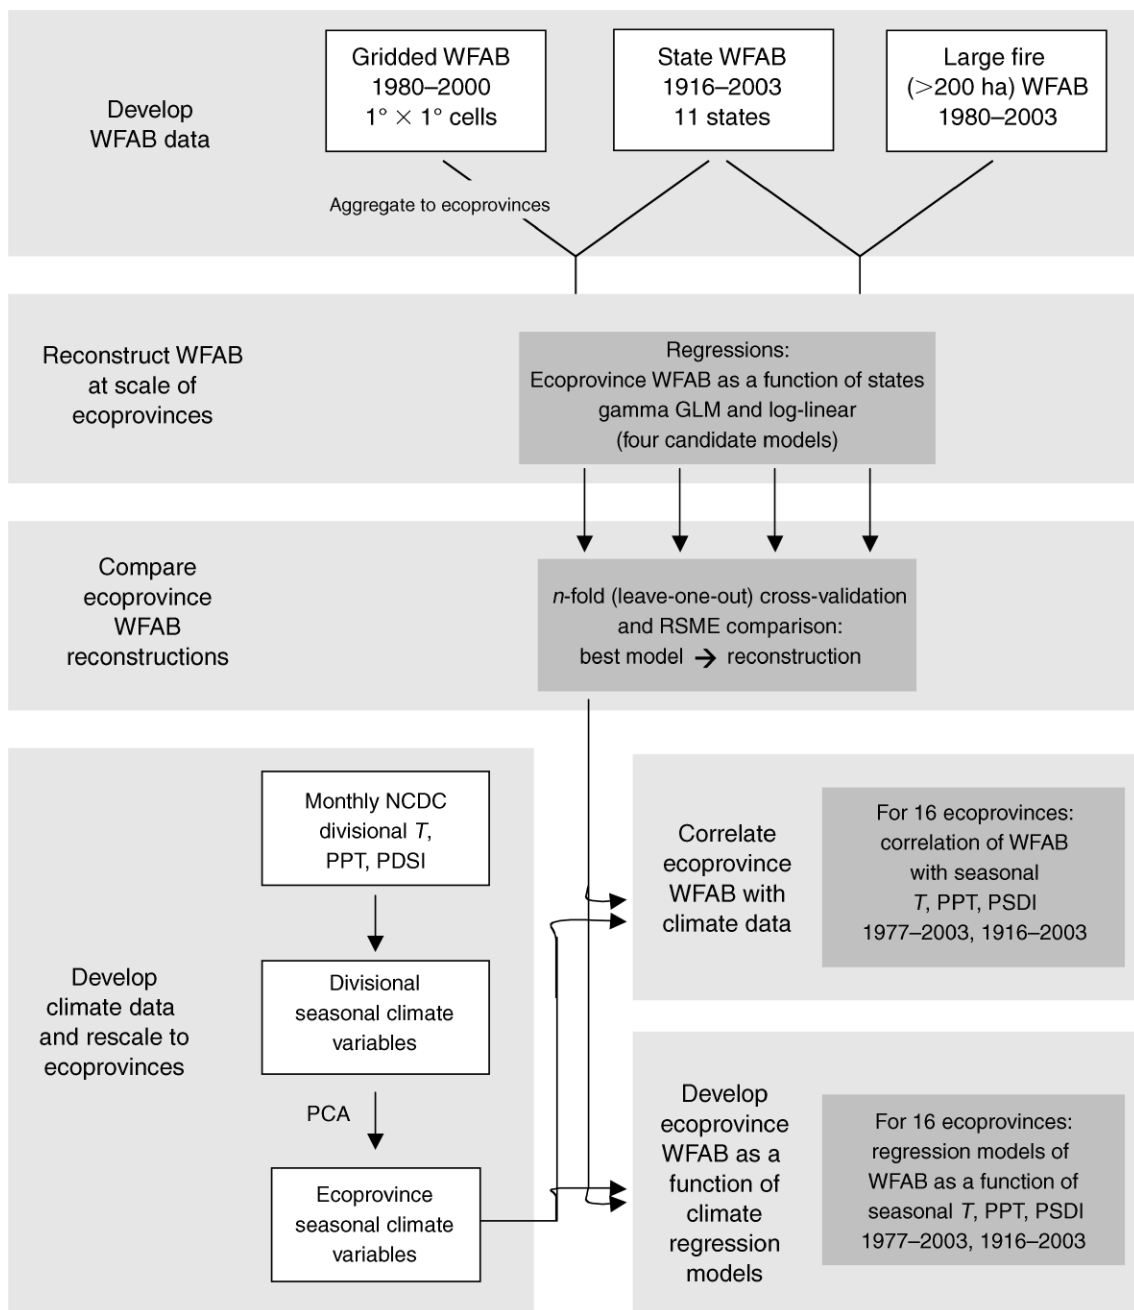 Develop
WFAB data
Gridded WFAB
1980–2000
1° × 1° cells
State WFAB
1916–2003
11 states
Large fire
(>200 ha) WFAB
1980–2003
Aggregate to ecoprovinces
Reconstruct WFAB
at scale of
ecoprovinces
Regressions:
Ecoprovince WFAB as a function of states
gamma GLM and log-linear
(four candidate models)
Compare
ecoprovince
WFAB
reconstructions
n-fold (leave-one-out) cross-validation
and RSME comparison:
best model → reconstruction
Develop
climate data
and rescale to
ecoprovinces
Monthly NCDC
divisional T,
PPT, PDSI
Divisional
seasonal climate
variables
PCA
Ecoprovince
seasonal climate
variables
Correlate
ecoprovince
WFAB with
climate data
For 16 ecoprovinces:
correlation of WFAB
with seasonal
T, PPT, PSDI
1977–2003, 1916–2003
Develop
ecoprovince
WFAB as a
function of
climate
regression
models
For 16 ecoprovinces:
regression models of
WFAB as a function of
seasonal T, PPT, PSDI
1977–2003, 1916–2003